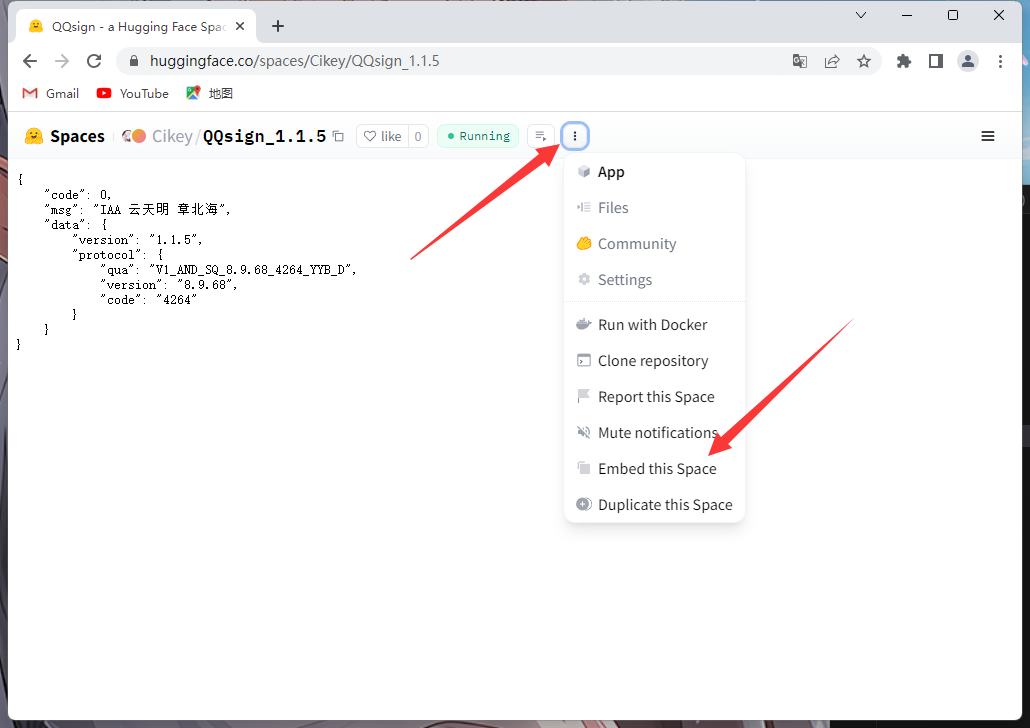 QQsign - a Hugging Face Spac
huggingface.co/spaces/Cikey/QQsign_1.1.5
Gmail
YouTube
地图
Spaces
Cikey/QQsign_1.1.5
like
0
Running
{
"code": 0,
"msg": "IAA 云天明 章北海",
"data": {
"version": "1.1.5",
"protocol": {
"qua": "V1_AND_SQ_8.9.68_4264_YYB_D",
"version": "8.9.68",
"code": "4264"
}
}
}
App
Files
Community
Settings
Run with Docker
Clone repository
Report this Space
Mute notifications
Embed this Space
Duplicate this Space